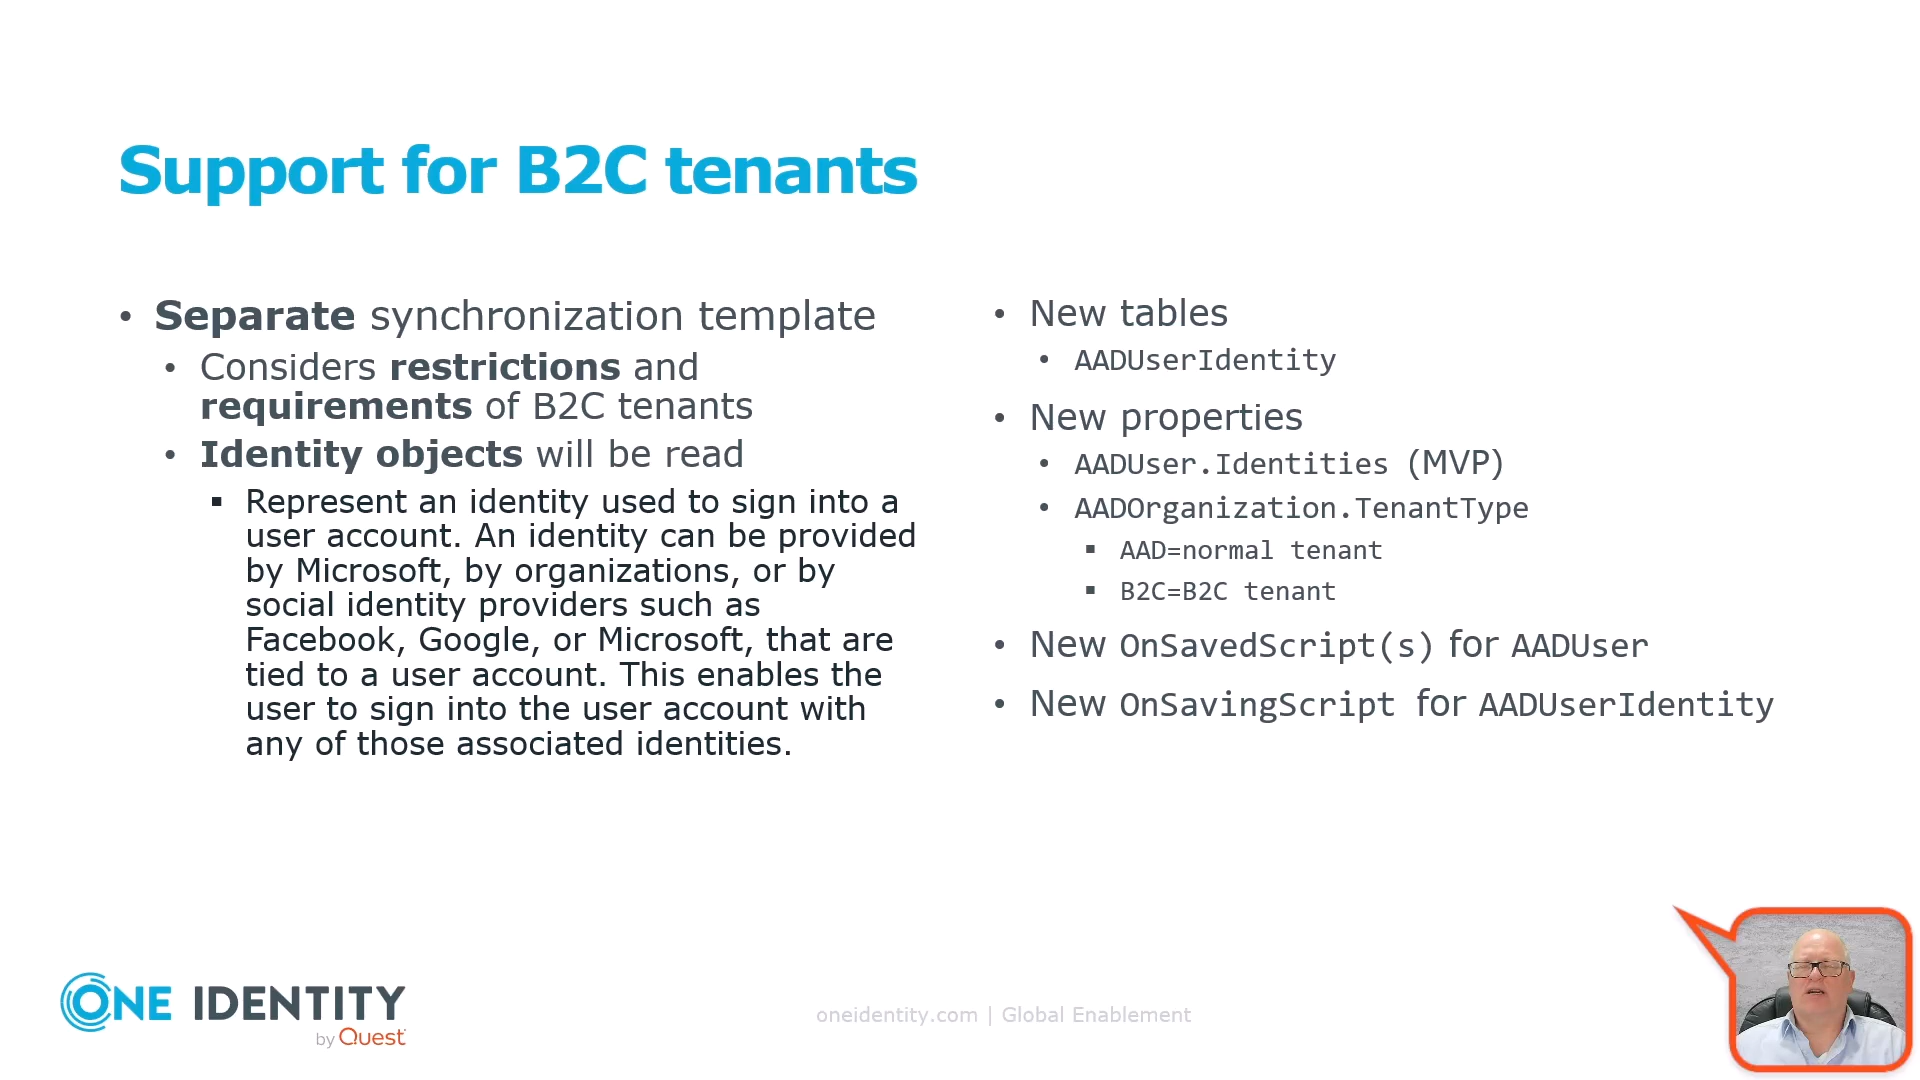 Support for B2C tenants
• Separate synchronization template
• Considers restrictions and
requirements of B2C tenants
• Identity objects will be read
▪ Represent an identity used to sign into a
user account. An identity can be provided
by Microsoft, by organizations, or by
social identity providers such as
Facebook, Google, or Microsoft, that are
tied to a user account. This enables the
user to sign into the user account with
any of those associated identities.
• New tables
• AADUserIdentity
• New properties
• AADUser.Identities (MVP)
• AADOrganization.TenantType
▪ AAD=normal tenant
▪ B2C=B2C tenant
• New OnSavedScript(s) for AADUser
• New OnSavingScript for AADUserIdentity
ONE IDENTITY
by Quest
oneidentity.com | Global Enablement